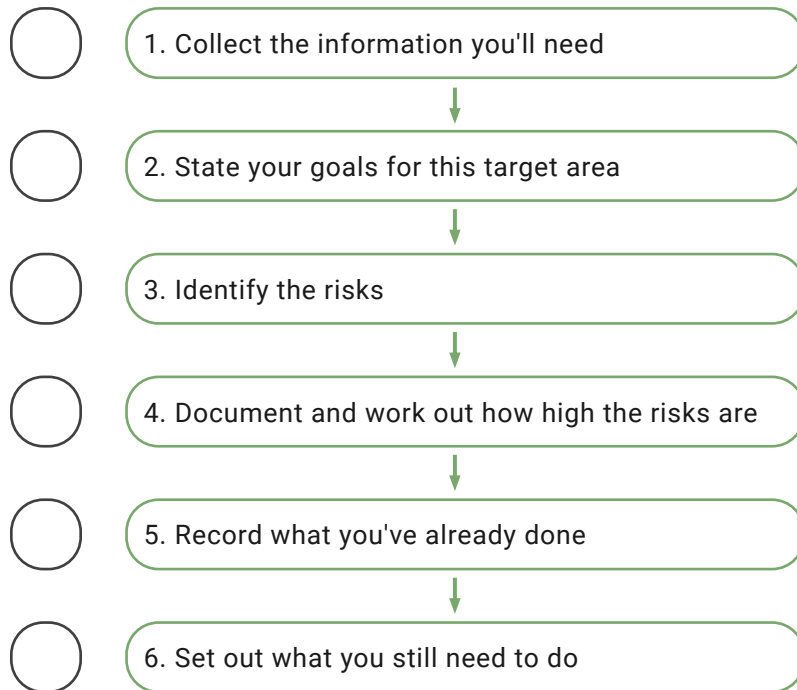 1. Collect the information you'll need
2. State your goals for this target area
3. Identify the risks
4. Document and work out how high the risks are
5. Record what you've already done
6. Set out what you still need to do